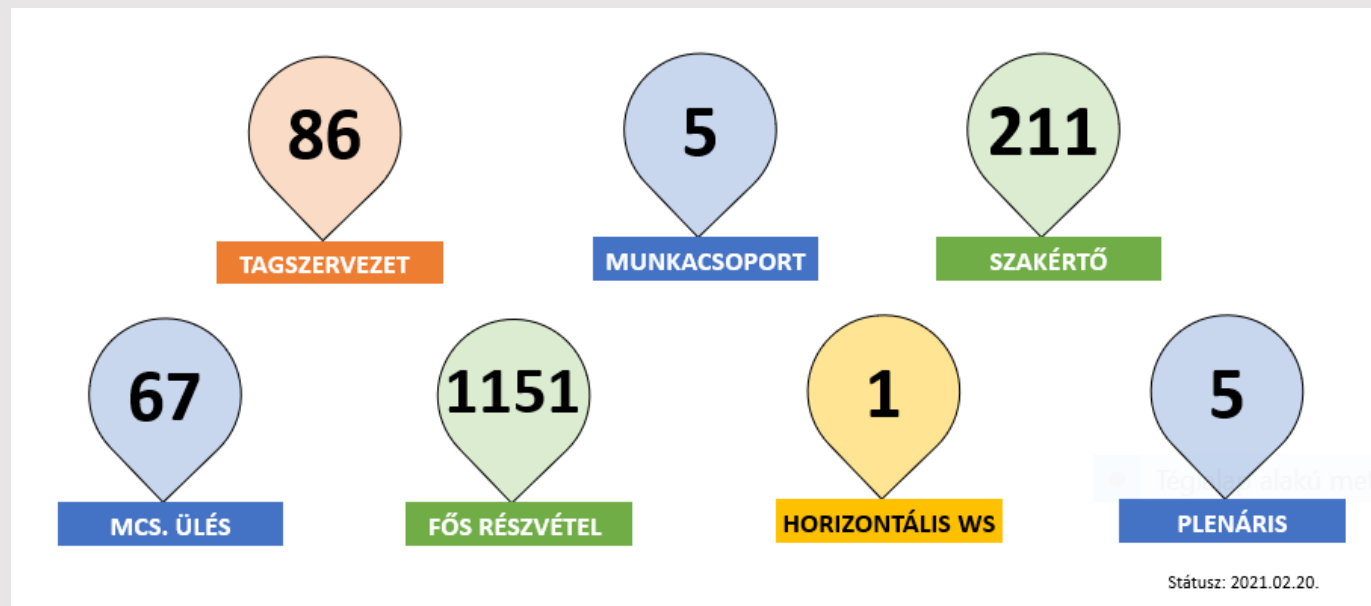 86
5
211
TAGSZERVEZET
MUNKACSOPORT
SZAKÉRTŐ
67
1151
1
5
MCS. ÜLÉS
FŐS RÉSZVÉTEL
HORIZONTÁLIS WS
PLENÁRIS
Státusz: 2021.02.20.